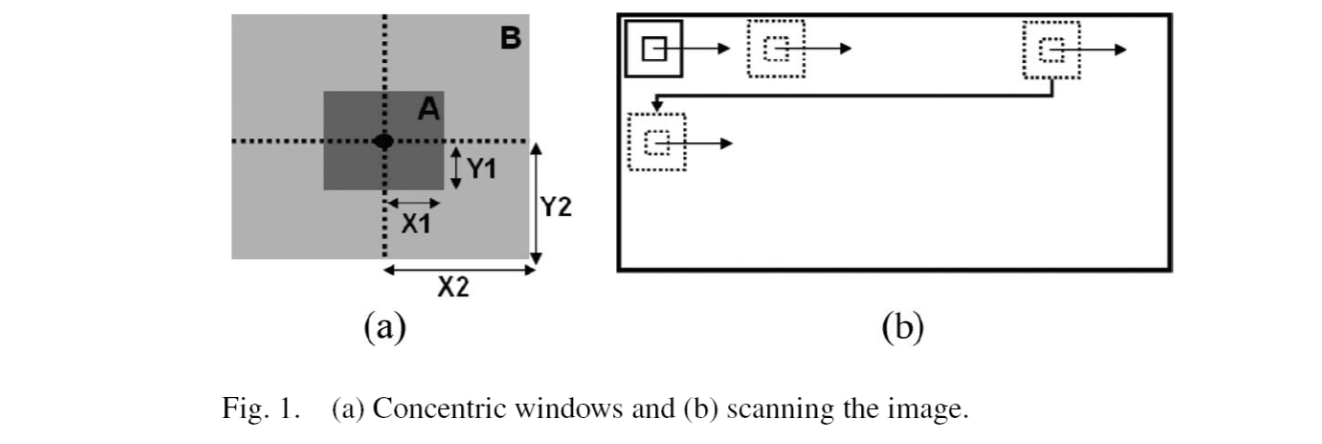 B
A
Y1
Y2
X1
X2
(a)
(b)
Fig. 1. (a) Concentric windows and (b) scanning the image.